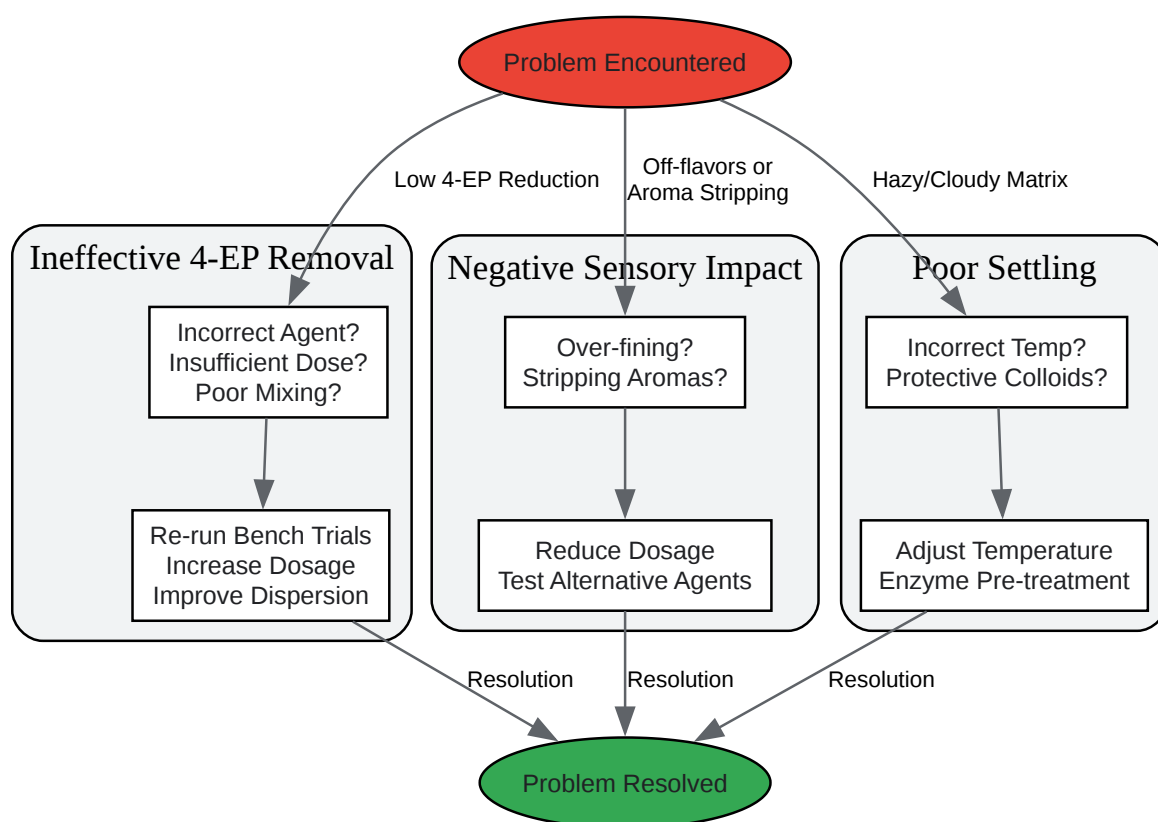 Problem Encountered
Low 4-EP Reduction
Off-flavors or
Aroma Stripping
Hazy/Cloudy Matrix
Ineffective 4-EP Removal
Incorrect Agent?
Insufficient Dose?
Poor Mixing?
Re-run Bench Trials
Increase Dosage
Improve Dispersion
Negative Sensory Impact
Over-fining?
Stripping Aromas?
Reduce Dosage
Test Alternative Agents
Poor Settling
Incorrect Temp?
Protective Colloids?
Adjust Temperature
Enzyme Pre-treatment
Resolution
Resolution
Resolution
Problem Resolved